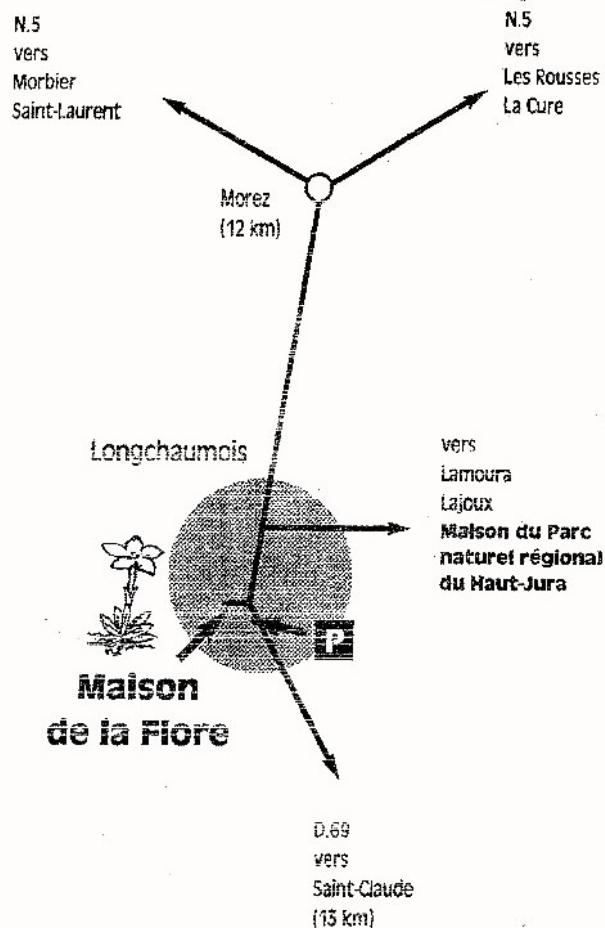 N.5
vers
Morbier
Saint-Laurent
N.5
vers
Les Rousses
La Cure
Morez
(12 km)
Longchaumois
vers
Lamoura
Lajoux
Maison du Parc
naturel régional
du Haut-Jura
P
Maison
de la Flore
D.69
vers
Saint-Claude
(13 km)